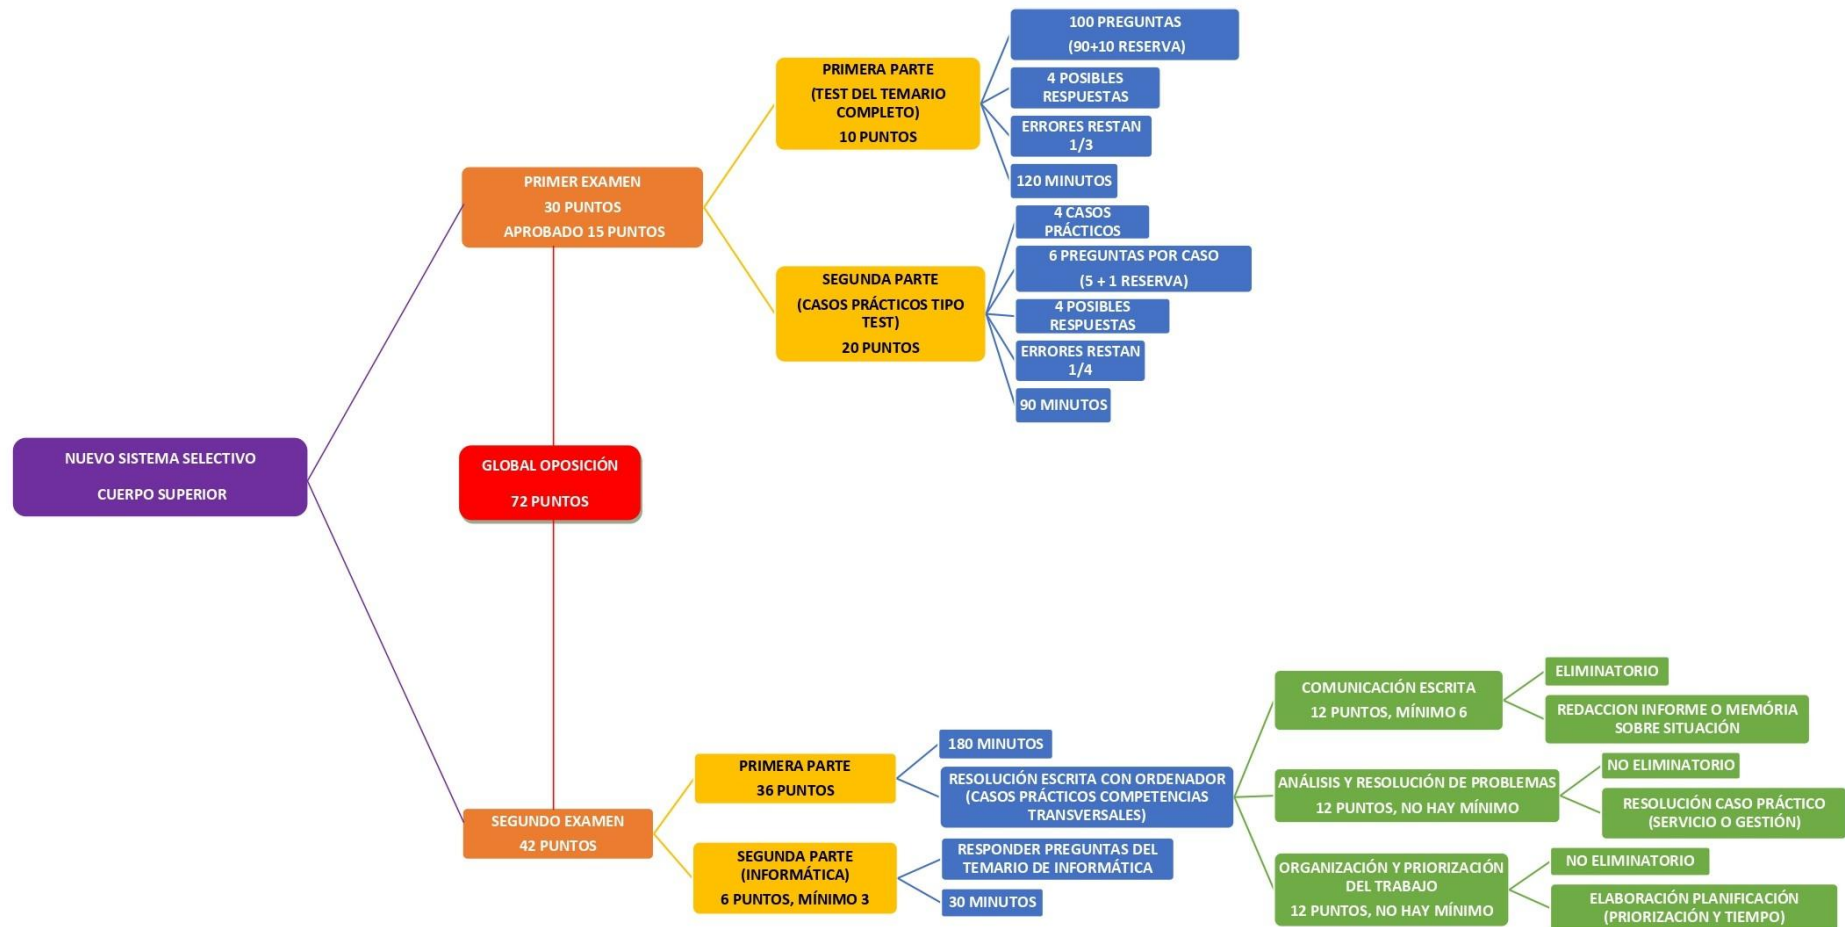 NUEVO SISTEMA SELECTIVO
CUERPO SUPERIOR
GLOBAL OPOSICIÓN
72 PUNTOS
PRIMER EXAMEN
30 PUNTOS
APROBADO 15 PUNTOS
PRIMERA PARTE
(TEST DEL TEMARIO
COMPLETO)
10 PUNTOS
100 PREGUNTAS
(90+10 RESERVA)
4 POSIBLES
RESPUESTAS
ERRORES RESTAN
1/3
120 MINUTOS
SEGUNDA PARTE
(CASOS PRÁCTICOS TIPO
TEST)
20 PUNTOS
4 CASOS
PRÁCTICOS
6 PREGUNTAS POR CASO
(5 + 1 RESERVA)
4 POSIBLES
RESPUESTAS
ERRORES RESTAN
1/4
90 MINUTOS
SEGUNDO EXAMEN
42 PUNTOS
PRIMERA PARTE
36 PUNTOS
180 MINUTOS
RESOLUCIÓN ESCRITA CON ORDENADOR
(CASOS PRÁCTICOS COMPETENCIAS
TRANSVERSALES)
COMUNICACIÓN ESCRITA
12 PUNTOS, MÍNIMO 6
ELIMINATORIO
REDACCION INFORME O MEMÓRIA
SOBRE SITUACIÓN
ANÁLISIS Y RESOLUCIÓN DE PROBLEMAS
12 PUNTOS, NO HAY MÍNIMO
NO ELIMINATORIO
RESOLUCIÓN CASO PRÁCTICO
(SERVICIO O GESTIÓN)
ORGANIZACIÓN Y PRIORIZACIÓN
DEL TRABAJO
12 PUNTOS, NO HAY MÍNIMO
NO ELIMINATORIO
ELABORACIÓN PLANIFICACIÓN
(PRIORIZACIÓN Y TIEMPO)
SEGUNDA PARTE
(INFORMÁTICA)
6 PUNTOS, MÍNIMO 3
RESPONDER PREGUNTAS DEL
TEMARIO DE INFORMÁTICA
30 MINUTOS